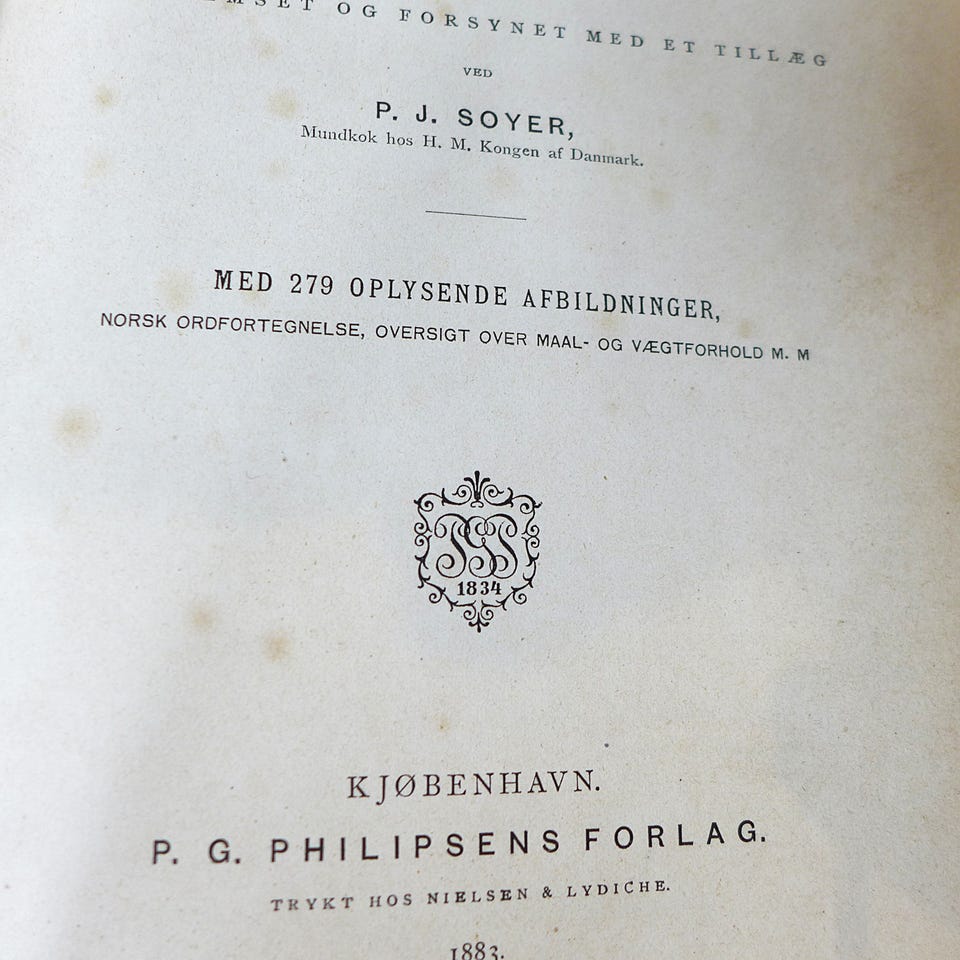 OG FORSYNET MED ET TILLÆG
VED
P. J. SOYER,
Mundkok hos H. M. Kongen af Danmark.
MED 279 OPLYSENDE AFBILDNINGER,
NORSK ORDFORTEGNELSE, OVERSIGT OVER MAAL- OG VÆGTFORHOLD M. M
1834
KJØBENHAVN.
P. G. PHILIPSENS FORLAG.
TRYKT HOS NIELSEN & LYDICHE.
1883.